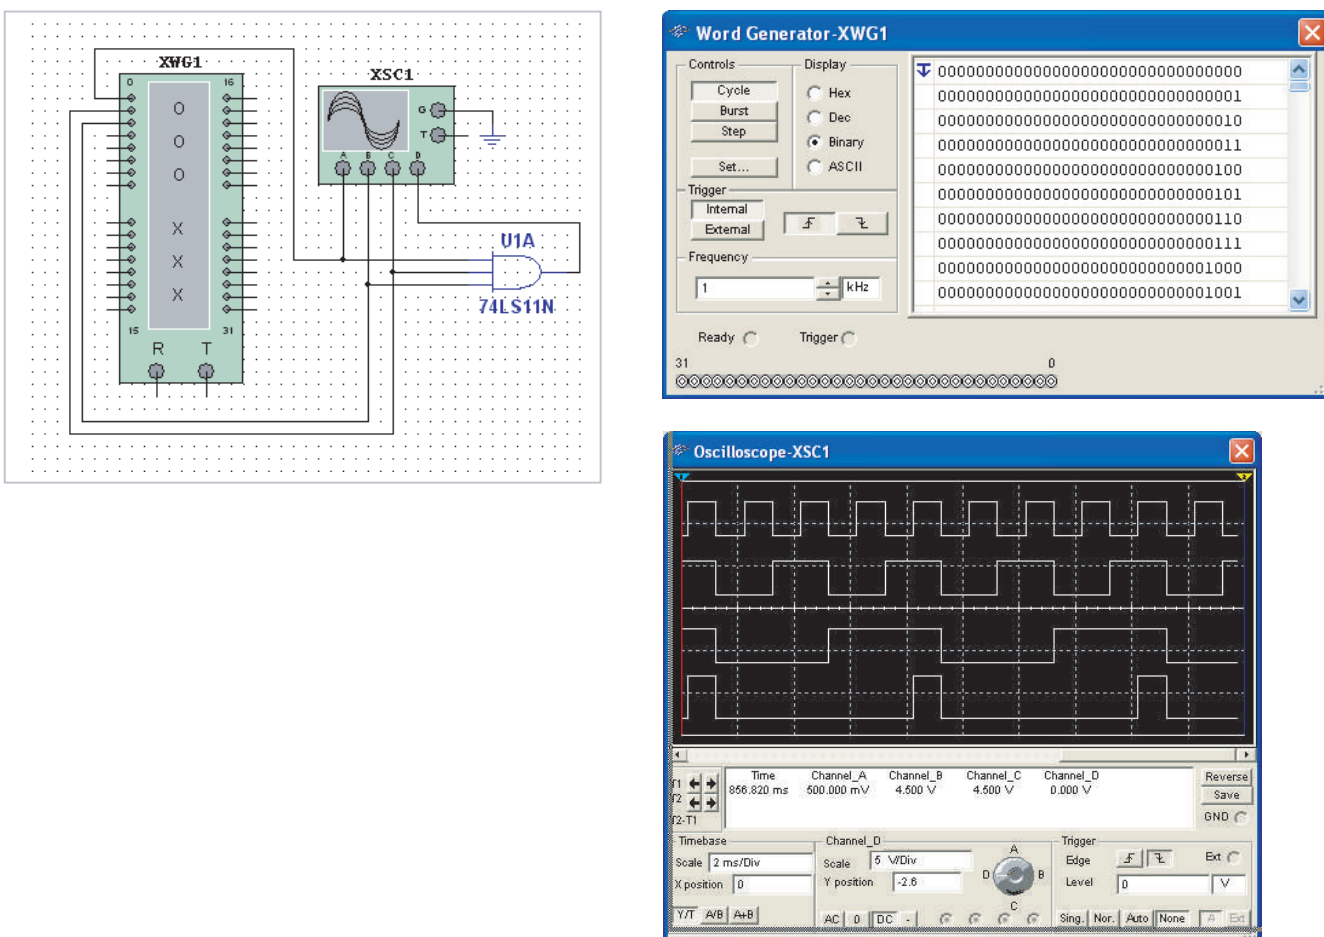 XWG1
0
16
O
O
O
X
X
X
15
31
R
T
XSC1
G
T
A
B
C
D
U1A
74LS11N
Word Generator-XWG1
Controls
Cycle
Burst
Step
Set...
Display
Hex
Dec
Binary
ASCII
Trigger
Internal
External
Frequency
1
kHz
00000000000000000000000000000000
00000000000000000000000000000001
00000000000000000000000000000010
00000000000000000000000000000011
00000000000000000000000000000100
00000000000000000000000000000101
00000000000000000000000000000110
00000000000000000000000000000111
00000000000000000000000000001000
00000000000000000000000000001001
Ready
Trigger
31
0
Oscilloscope-XSC1
Time Channel_A Channel_B Channel_C Channel_D
856.820 ms 500.000 mV 4.500 V 4.500 V 0.000 V
T1
T2
T2-T1
Reverse
Save
GND
Timebase
Scale 2 ms/Div
X position 0
Y/T A/B A+B
Channel_D
Scale 5 V/Div
Y position -2.6
AC 0 DC -
A
B
C
D
Trigger
Edge
Ext
Level 0 V
Sing. Nor. Auto None A Ext